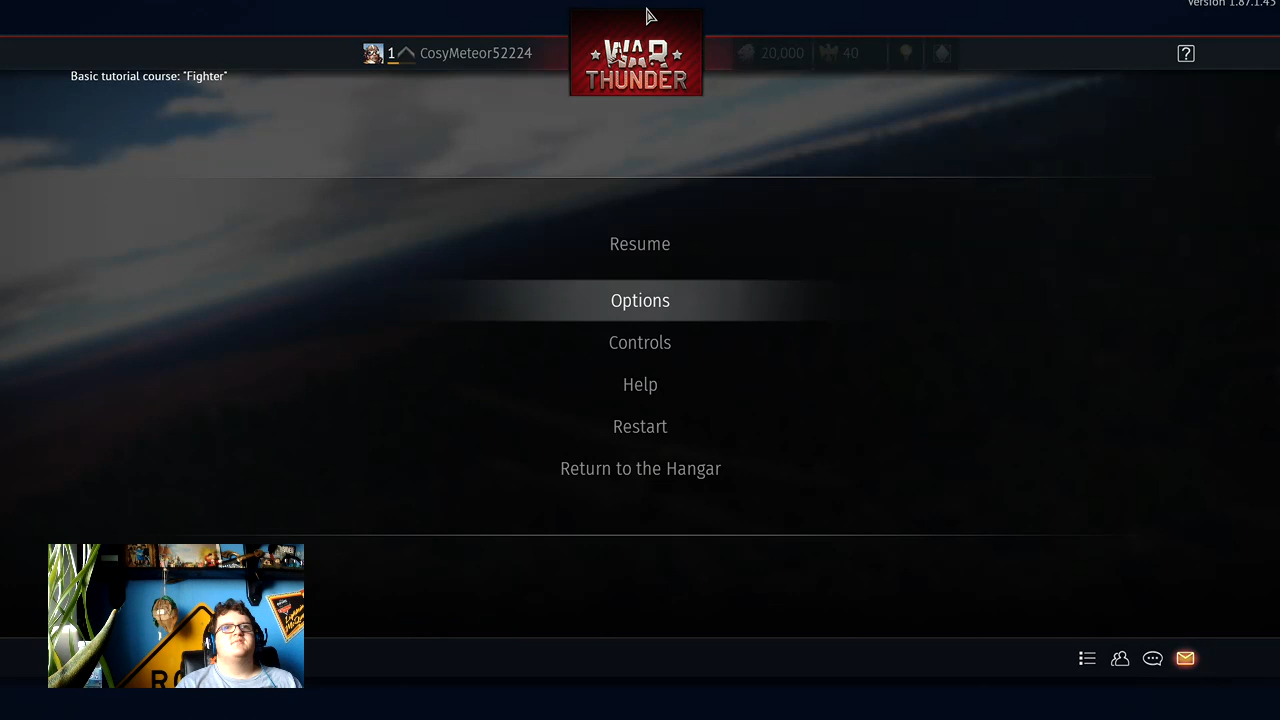 Version 1.87.1.43
1 CosyMeteor52224
WAR
THUNDER
20,000
40
?
Basic tutorial course: "Fighter"
Resume
Options
Controls
Help
Restart
Return to the Hangar